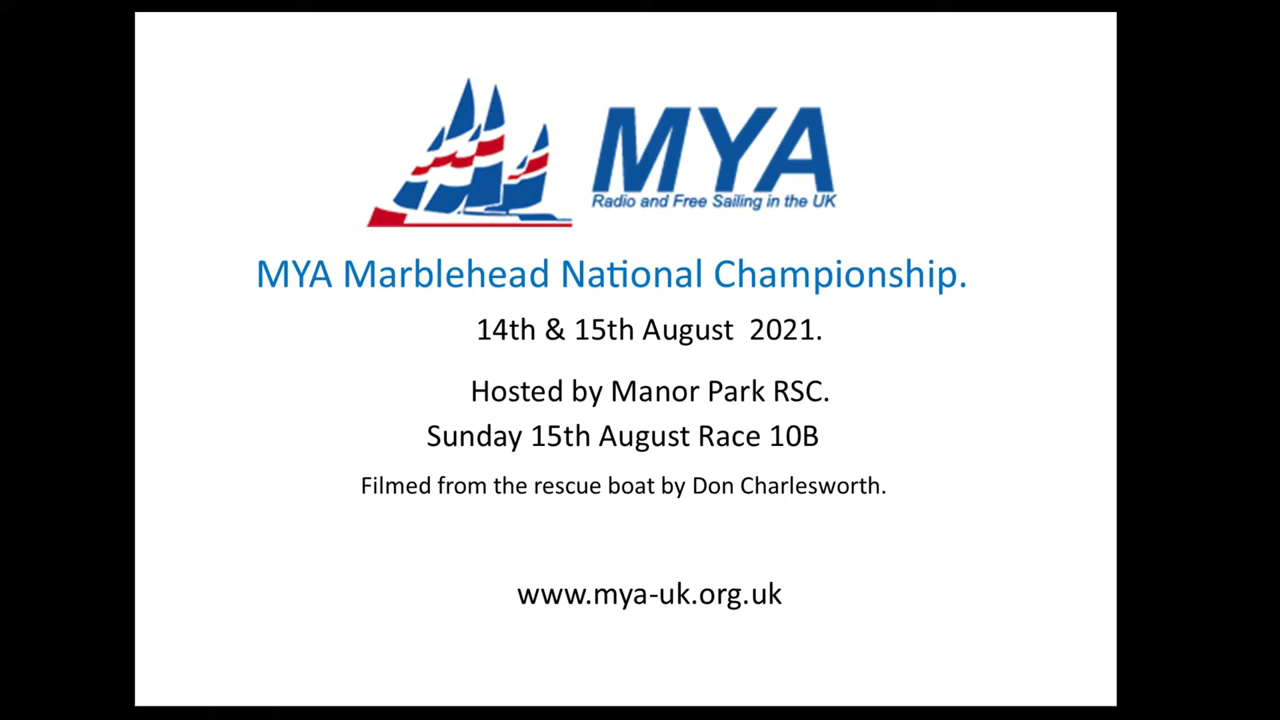 MYA
Radio and Free Sailing in the UK
MYA Marblehead National Championship.
14th & 15th August 2021.
Hosted by Manor Park RSC.
Sunday 15th August Race 10B
Filmed from the rescue boat by Don Charlesworth.
www.mya-uk.org.uk